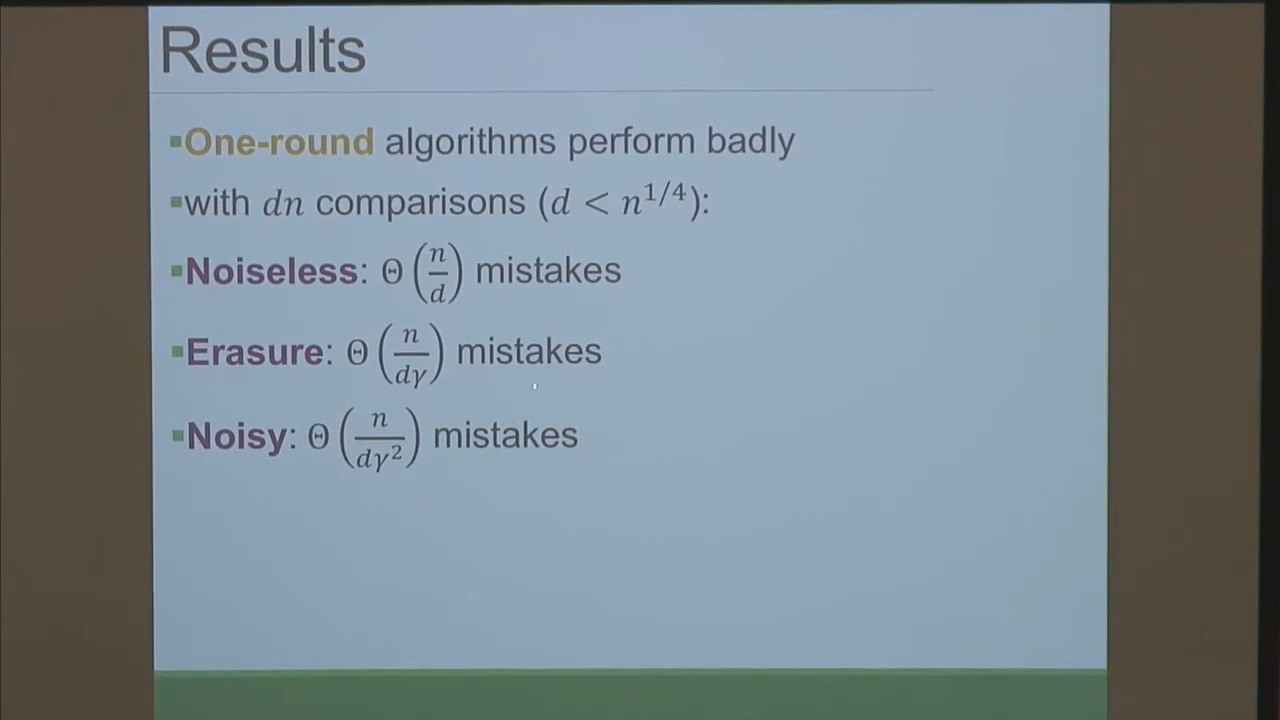 Results
▪One-round algorithms perform badly
▪with dn comparisons (d < n^{1/4}):
▪Noiseless: Θ(n/d) mistakes
▪Erasure: Θ(n/(dγ)) mistakes
▪Noisy: Θ(n/(dγ²)) mistakes